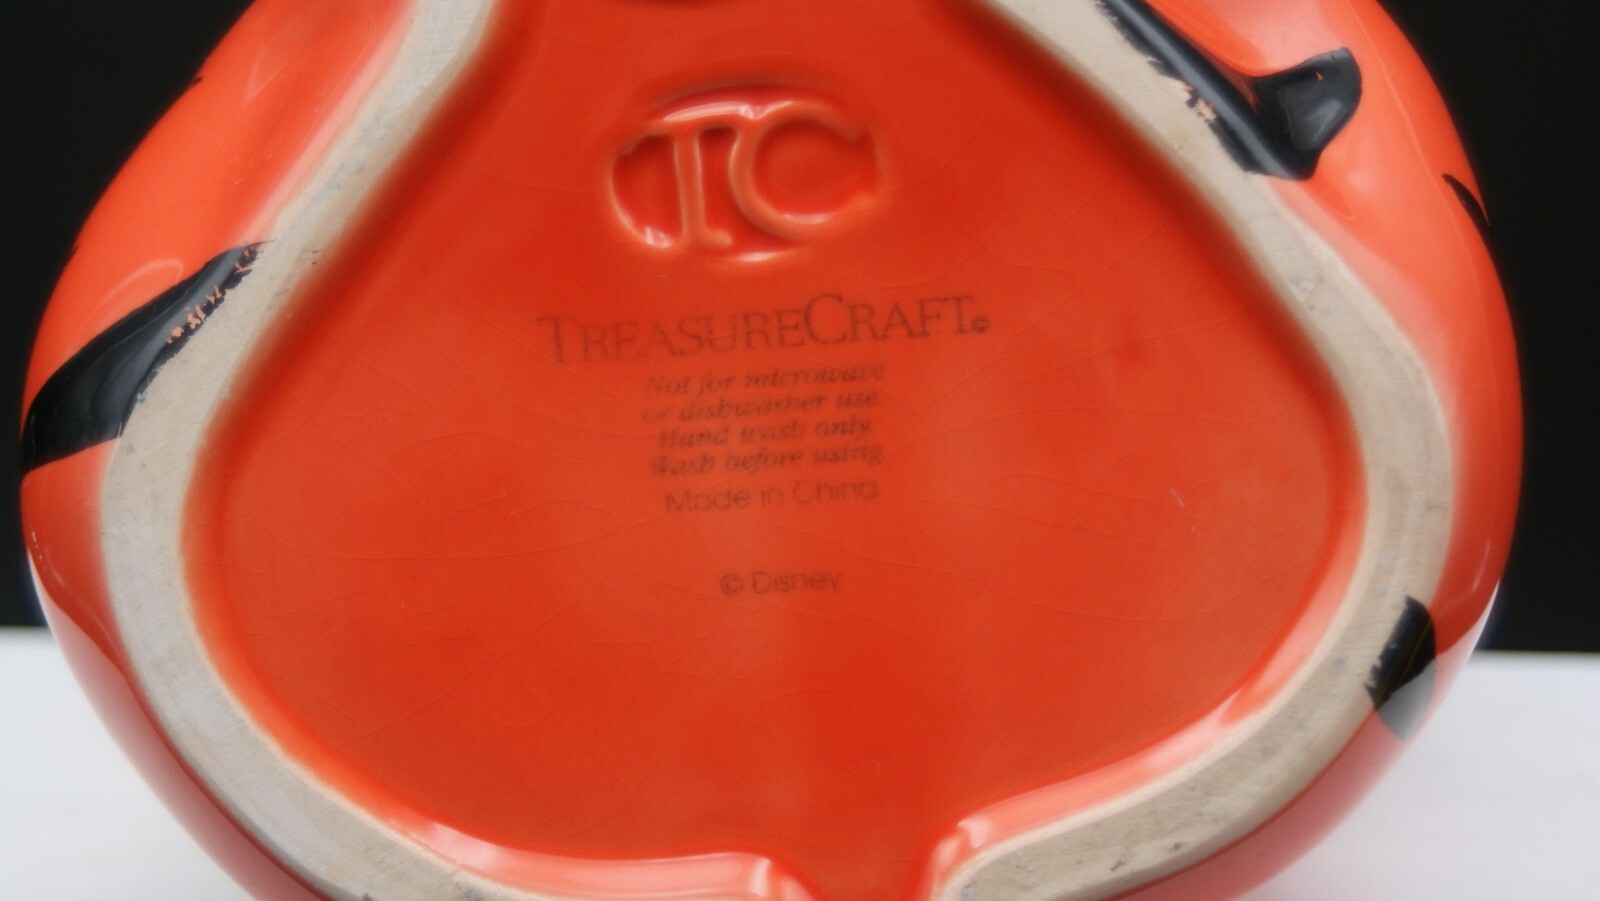 TC
TREASURECRAFT©
Not for microwave
or dishwasher use.
Hand wash only
Wash before using
Made in China
© Disney